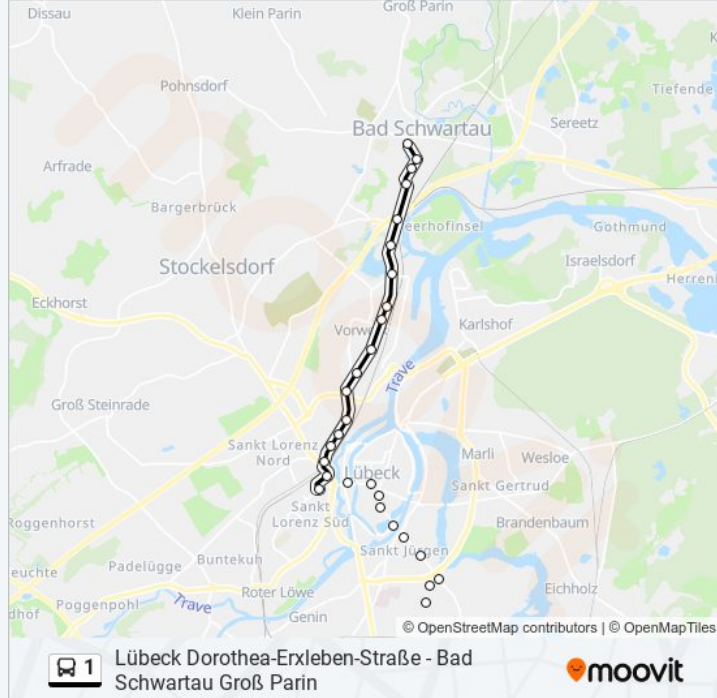 Dissau
Klein Parin
Groß Parin
Pohnsdorf
Tiefende
Bad Schwartau
Sereetz
Arfrade
Bargerbrück
eerhofinsel
Gothmund
Stockelsdorf
Israelsdorf
Herreni
Eckhorst
Vorwe
Karlshof
Trave
Groß Steinrade
Sankt Lorenz
Nord
Marli
Wesloe
Lübeck
Sankt Gertrud
Roggenhorst
Sankt
Lorenz Süd
Brandenbaum
Sankt Jürgen
Buntekuh
Padelügge
euchte
Roter Löwe
Eichholz
Poggenpohl
Trave
dhof
Genin
© OpenStreetMap contributors | © OpenMapTiles
1
Lübeck Dorothea-Erxleben-Straße - Bad
Schwartau Groß Parin
moovit